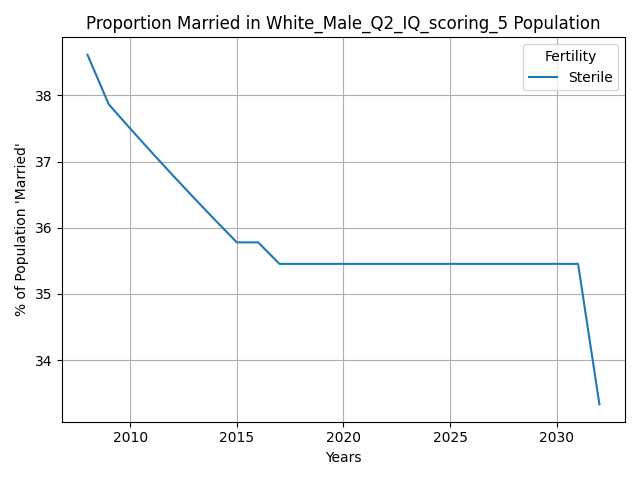 Proportion Married in White_Male_Q2_IQ_scoring_5 Population
Fertility
Sterile
% of Population 'Married'
38
37
36
35
34
2010 2015 2020 2025 2030
Years